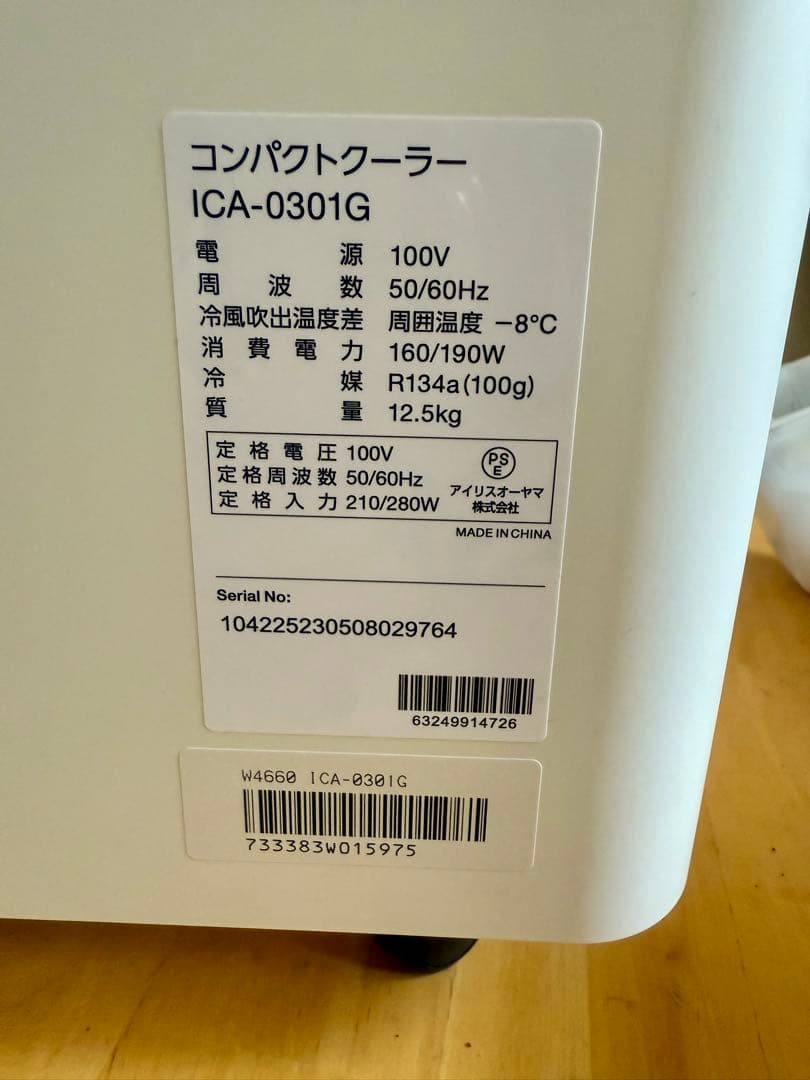 コンパクトクーラー
ICA-0301G
電源 100V
周波数 50/60Hz
冷風吹出温度差 周囲温度 －8℃
消費電力 160/190W
冷媒 R134a(100g)
質量 12.5kg
定格電圧 100V
定格周波数 50/60Hz
定格入力 210/280W
PS
E
アイリスオーヤマ
株式会社
MADE IN CHINA
Serial No:
104225230508029764
63249914726
W4660 ICA-0301G
733383W015975